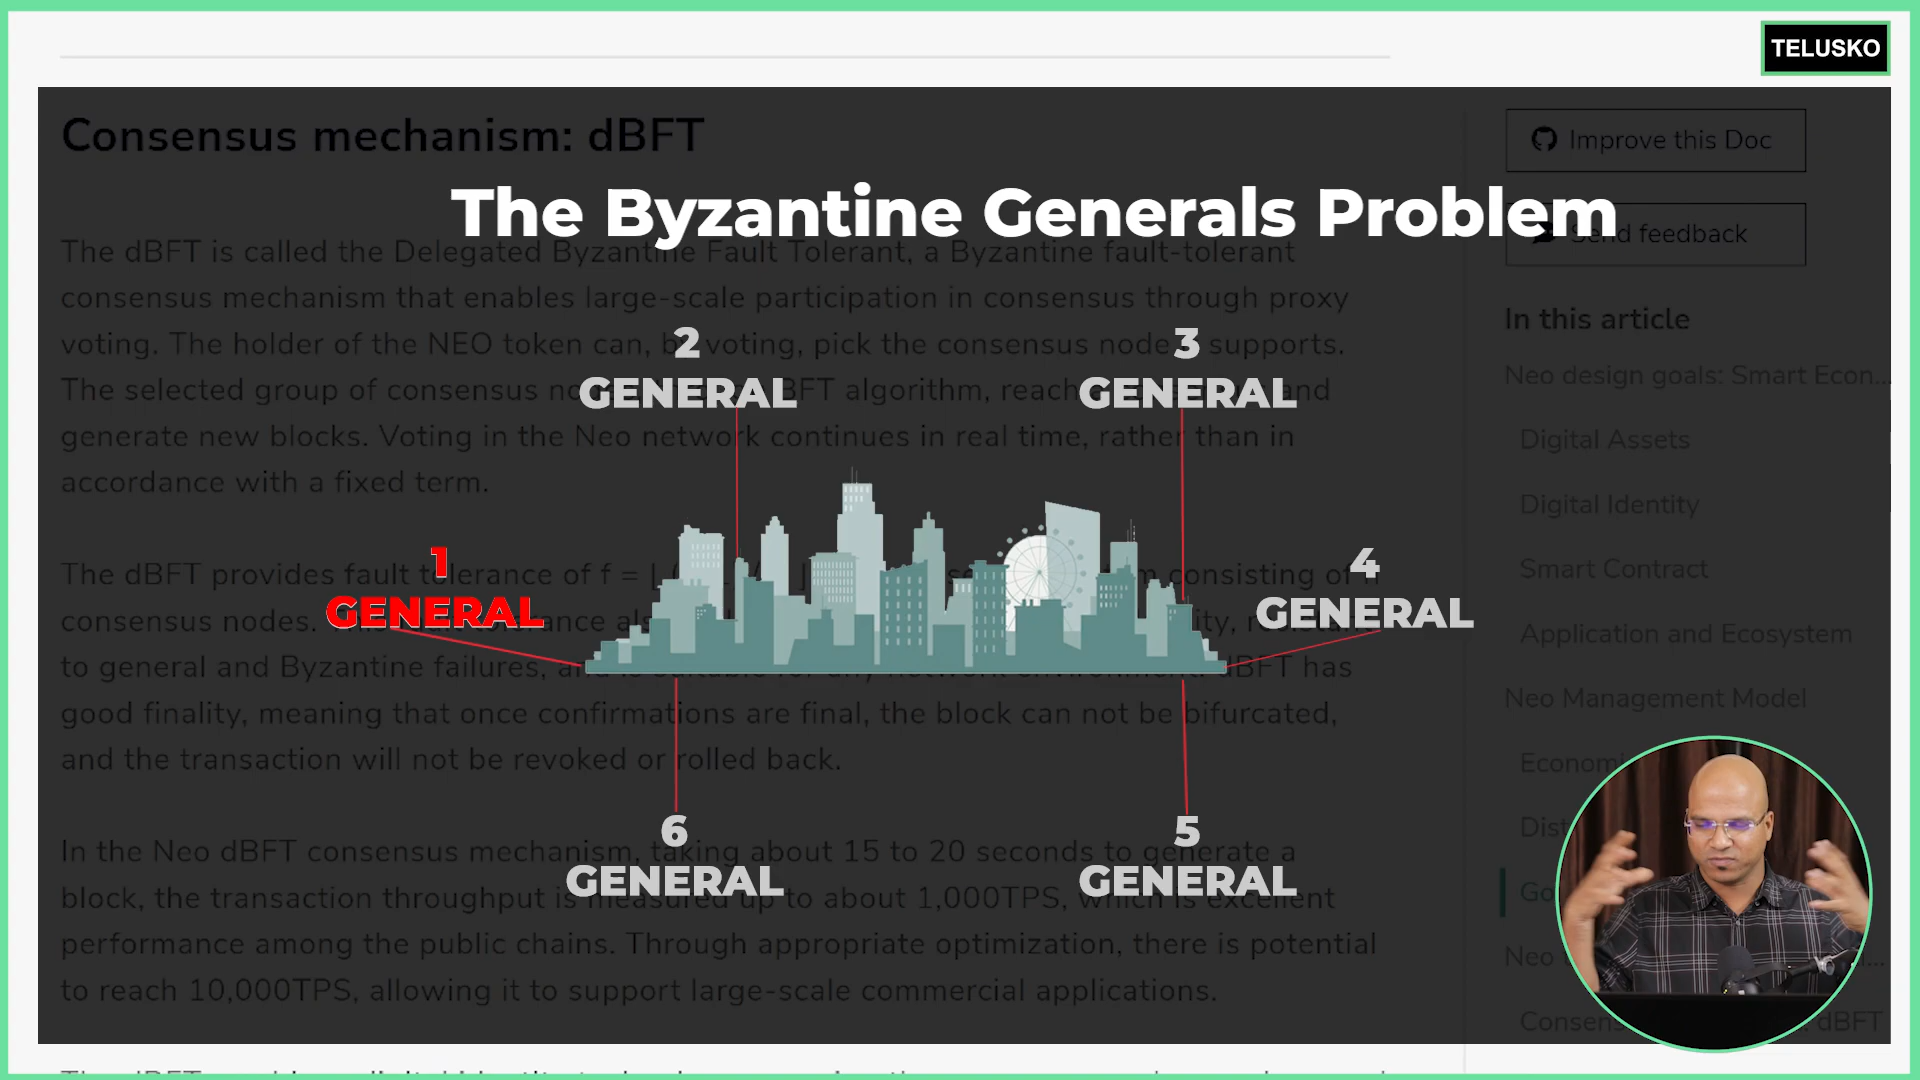 TELUSKO
Consensus mechanism: dBFT
Improve this Doc
The Byzantine Generals Problem
Send feedback
The dBFT is called the Delegated Byzantine Fault Tolerant, a Byzantine fault-tolerant
consensus mechanism that enables large-scale participation in consensus through proxy
voting. The holder of the NEO token can, by voting, pick the consensus node supports.
The selected group of consensus BFT algorithm, reach and
generate new blocks. Voting in the Neo network continues in real time, rather than in
accordance with a fixed term.
2
GENERAL
3
GENERAL
The dBFT provides fault tolerance of f = consisting of n
consensus nodes.
to general and Byzantine failures, dBFT has
good finality, meaning that once confirmations are final, the block can not be bifurcated,
and the transaction will not be revoked or rolled back.
1
GENERAL
4
GENERAL
In the Neo dBFT consensus mechanism, taking about 15 to 20 seconds to generate a
block, the transaction throughput is measured up to about 1,000TPS, which is excellent
performance among the public chains. Through appropriate optimization, there is potential
to reach 10,000TPS, allowing it to support large-scale commercial applications.
6
GENERAL
5
GENERAL
In this article
Neo design goals: Smart Econ...
Digital Assets
Digital Identity
Smart Contract
Application and Ecosystem
Neo Management Model
Neo
dBFT